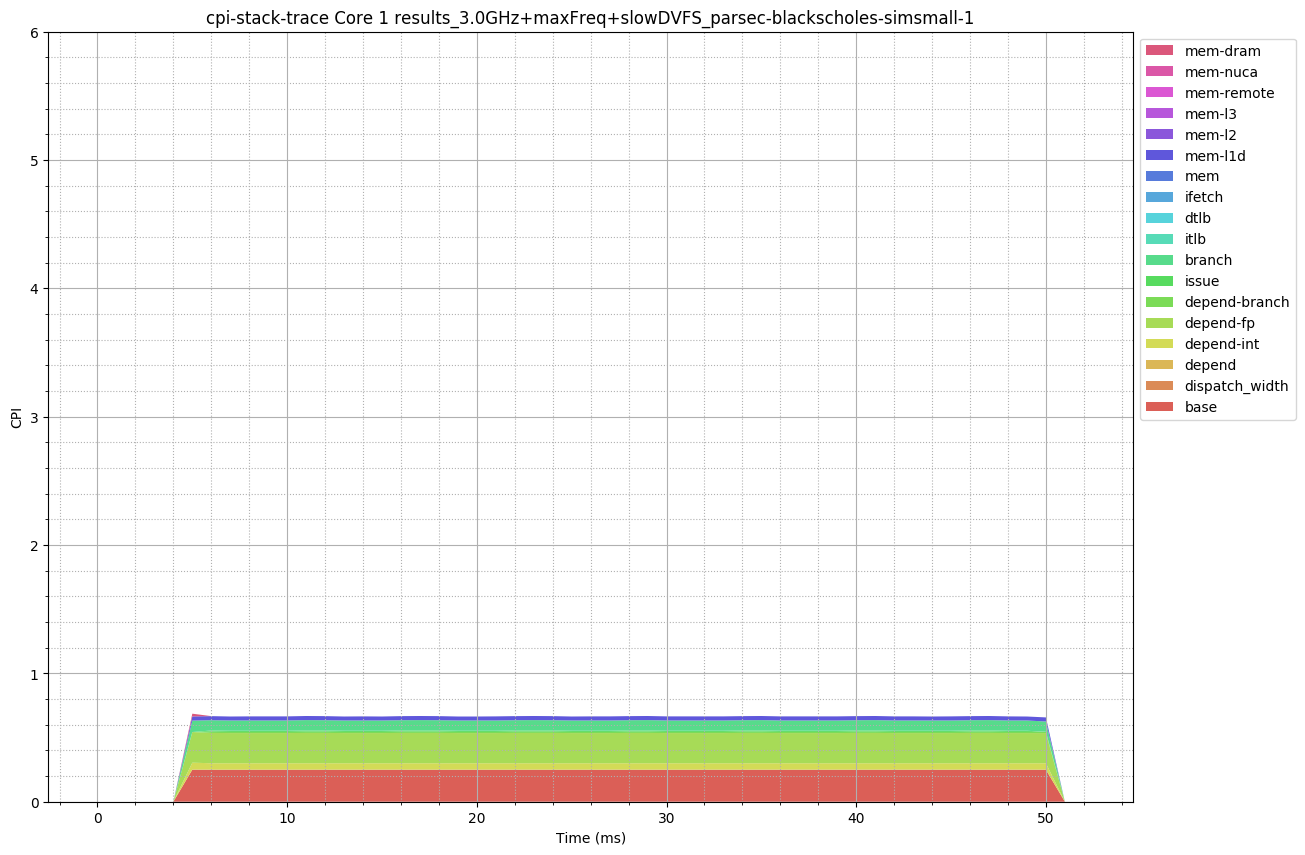 cpi-stack-trace Core 1 results_3.0GHz+maxFreq+slowDVFS_parsec-blackscholes-simsmall-1
6
5
4
3
2
1
0
CPI
0 10 20 30 40 50
Time (ms)
mem-dram
mem-nuca
mem-remote
mem-l3
mem-l2
mem-l1d
mem
ifetch
dtlb
itlb
branch
issue
depend-branch
depend-fp
depend-int
depend
dispatch_width
base